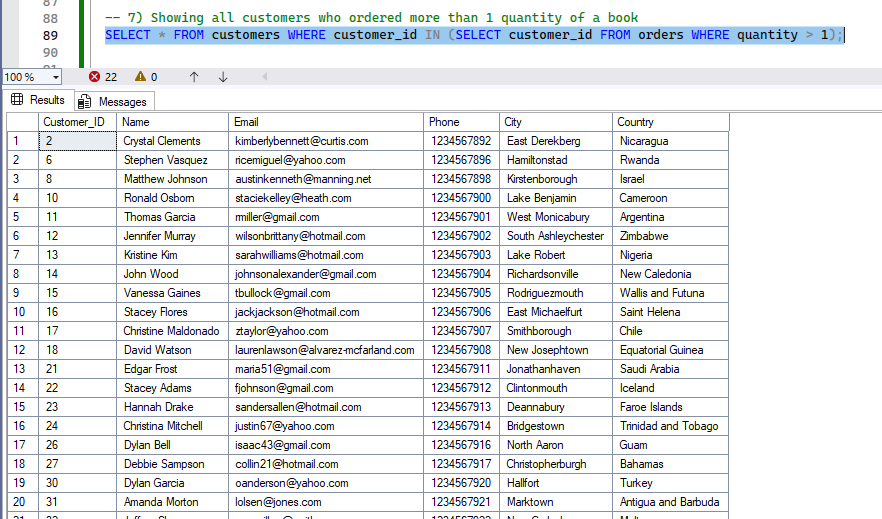 87
88 -- 7) Showing all customers who ordered more than 1 quantity of a book
89 SELECT * FROM customers WHERE customer_id IN (SELECT customer_id FROM orders WHERE quantity > 1);
90
91
100 % 22 0
Results Messages
Customer_ID Name Email Phone City Country
1 2 Crystal Clements kimberlybennett@curtis.com 1234567892 East Derekberg Nicaragua
2 6 Stephen Vasquez ricemiguel@yahoo.com 1234567896 Hamiltonstad Rwanda
3 8 Matthew Johnson austinkenneth@manning.net 1234567898 Kirstenborough Israel
4 10 Ronald Osborn staciekelley@heath.com 1234567900 Lake Benjamin Cameroon
5 11 Thomas Garcia rmiller@gmail.com 1234567901 West Monicabury Argentina
6 12 Jennifer Murray wilsonbrittany@hotmail.com 1234567902 South Ashleychester Zimbabwe
7 13 Kristine Kim sarahwilliams@hotmail.com 1234567903 Lake Robert Nigeria
8 14 John Wood johnsonalexander@gmail.com 1234567904 Richardsonville New Caledonia
9 15 Vanessa Gaines tbullock@gmail.com 1234567905 Rodriguezmouth Wallis and Futuna
10 16 Stacey Flores jackjackson@hotmail.com 1234567906 East Michaelfurt Saint Helena
11 17 Christine Maldonado ztaylor@yahoo.com 1234567907 Smithborough Chile
12 18 David Watson laurenlawson@alvarez-mcfarland.com 1234567908 New Josephtown Equatorial Guinea
13 21 Edgar Frost maria51@gmail.com 1234567911 Jonathanhaven Saudi Arabia
14 22 Stacey Adams fjohnson@gmail.com 1234567912 Clintonmouth Iceland
15 23 Hannah Drake sandersallen@hotmail.com 1234567913 Deannabury Faroe Islands
16 24 Christina Mitchell justin67@yahoo.com 1234567914 Bridgestown Trinidad and Tobago
17 26 Dylan Bell isaac43@gmail.com 1234567916 North Aaron Guam
18 27 Debbie Sampson collin21@hotmail.com 1234567917 Christopherburgh Bahamas
19 30 Dylan Garcia oanderson@yahoo.com 1234567920 Hallfort Turkey
20 31 Amanda Morton lolsen@jones.com 1234567921 Marktown Antigua and Barbuda